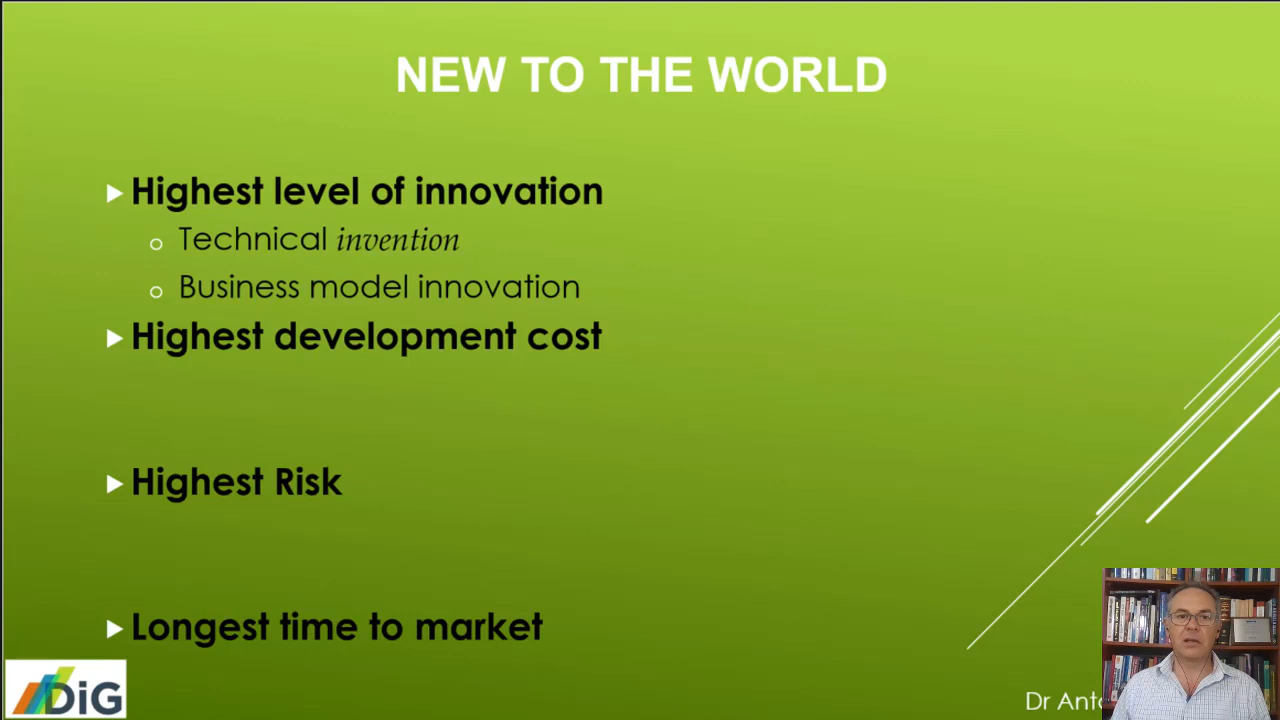 NEW TO THE WORLD
Highest level of innovation
Technical invention
Business model innovation
Highest development cost
Highest Risk
Longest time to market
DiG
Dr